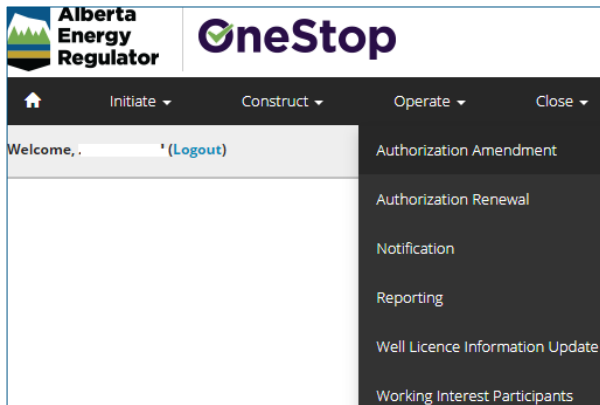 Alberta
Energy
Regulator
OneStop
Initiate Construct Operate Close
Welcome, (Logout)
Authorization Amendment
Authorization Renewal
Notification
Reporting
Well Licence Information Update
Working Interest Participants